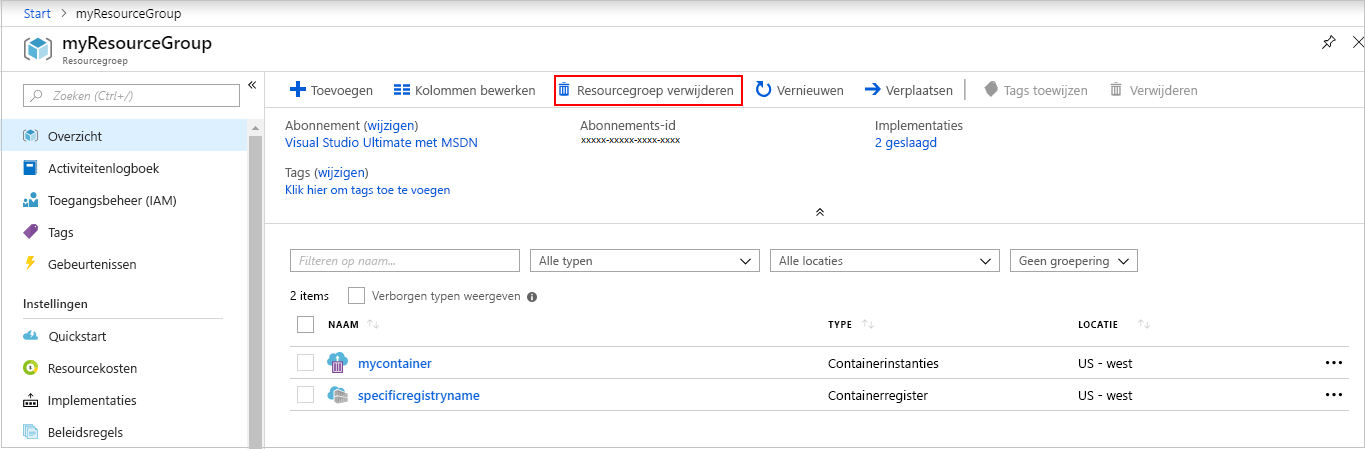 Start > myResourceGroup
myResourceGroup
Resourcegroep
Zoeken (Ctrl+/)
Overzicht
Activiteitenlogboek
Toegangsbeheer (IAM)
Tags
Gebeurtenissen
Instellingen
Quickstart
Resourcekosten
Implementaties
Beleidsregels
Toevoegen Kolommen bewerken Resourcegroep verwijderen Vernieuwen Verplaatsen Tags toewijzen Verwijderen
Abonnement (wijzigen) Abonnements-id Implementaties
Visual Studio Ultimate met MSDN xxxxx-xxxxx-xxxx-xxxx 2 geslaagd
Tags (wijzigen)
Klik hier om tags toe te voegen
Filteren op naam... Alle typen Alle locaties Geen groepering
2 items Verborgen typen weergeven
NAAM TYPE LOCATIE
mycontainer Containerinstanties US - west
specificregistryname Containerregister US - west